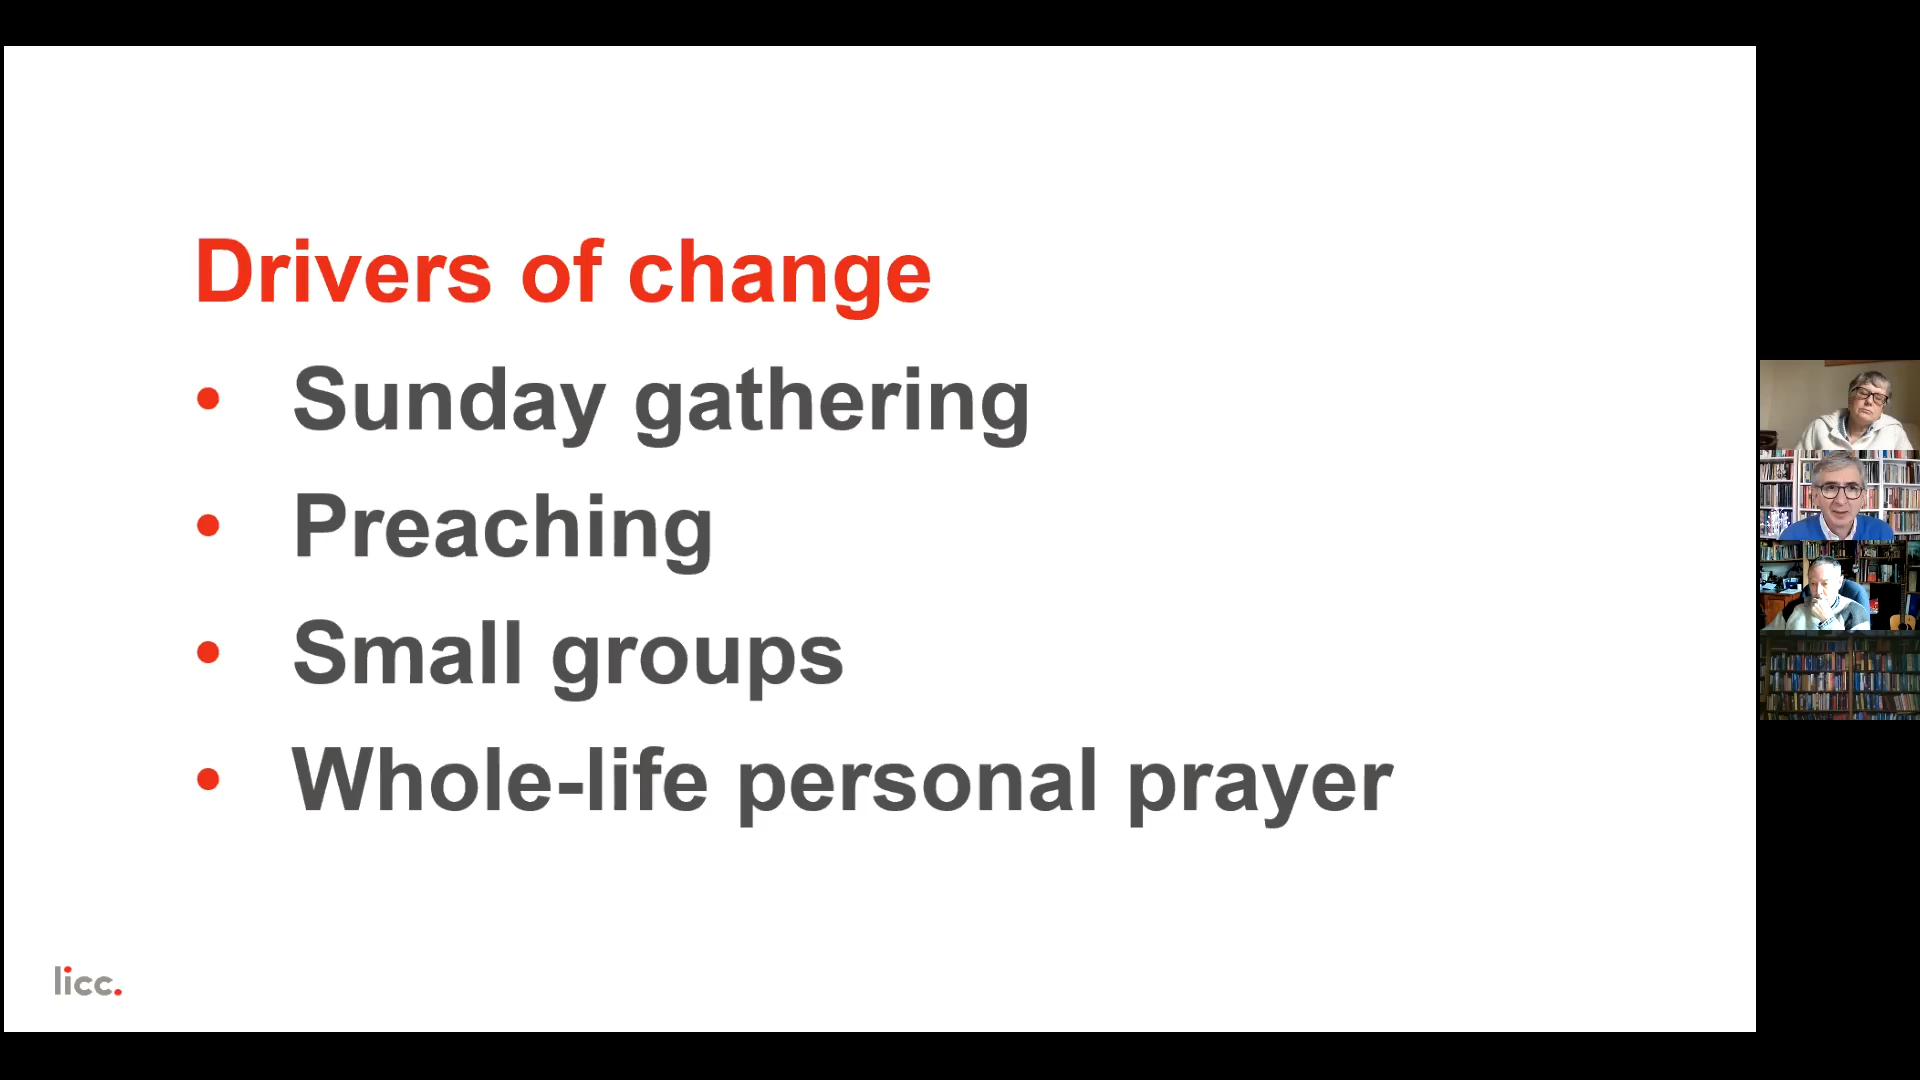 Drivers of change
• Sunday gathering
• Preaching
• Small groups
• Whole-life personal prayer
licc.